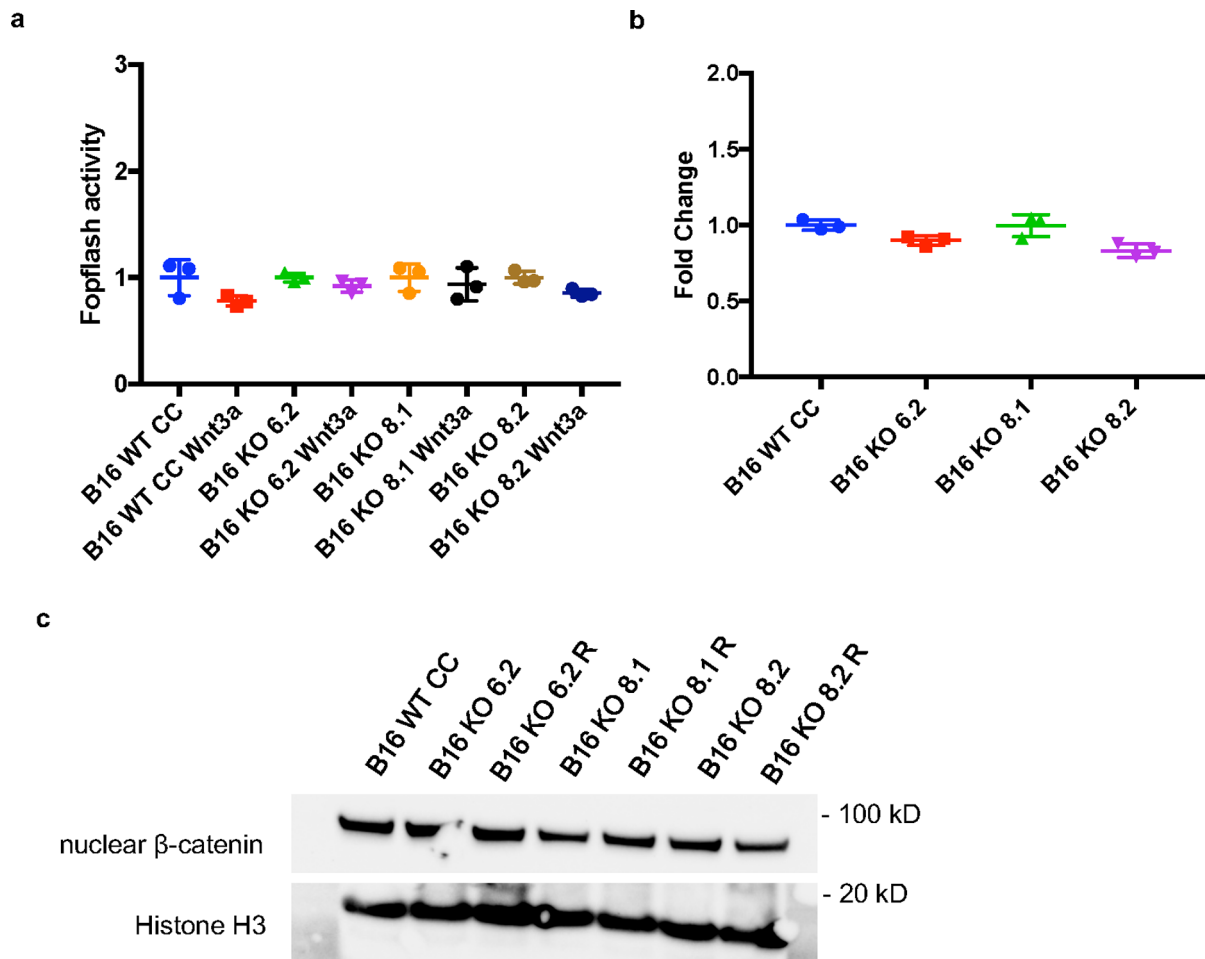 a
Fopflash activity
3
2
1
0
B16 WT CC
B16 WT CC Wnt3a
B16 KO 6.2
B16 KO 6.2 Wnt3a
B16 KO 8.1
B16 KO 8.1 Wnt3a
B16 KO 8.2
B16 KO 8.2 Wnt3a
b
Fold Change
2.0
1.5
1.0
0.5
0.0
B16 WT CC
B16 KO 6.2
B16 KO 8.1
B16 KO 8.2
c
B16 WT CC
B16 KO 6.2
B16 KO 6.2 R
B16 KO 8.1
B16 KO 8.1 R
B16 KO 8.2
B16 KO 8.2 R
nuclear β-catenin
- 100 kD
Histone H3
- 20 kD